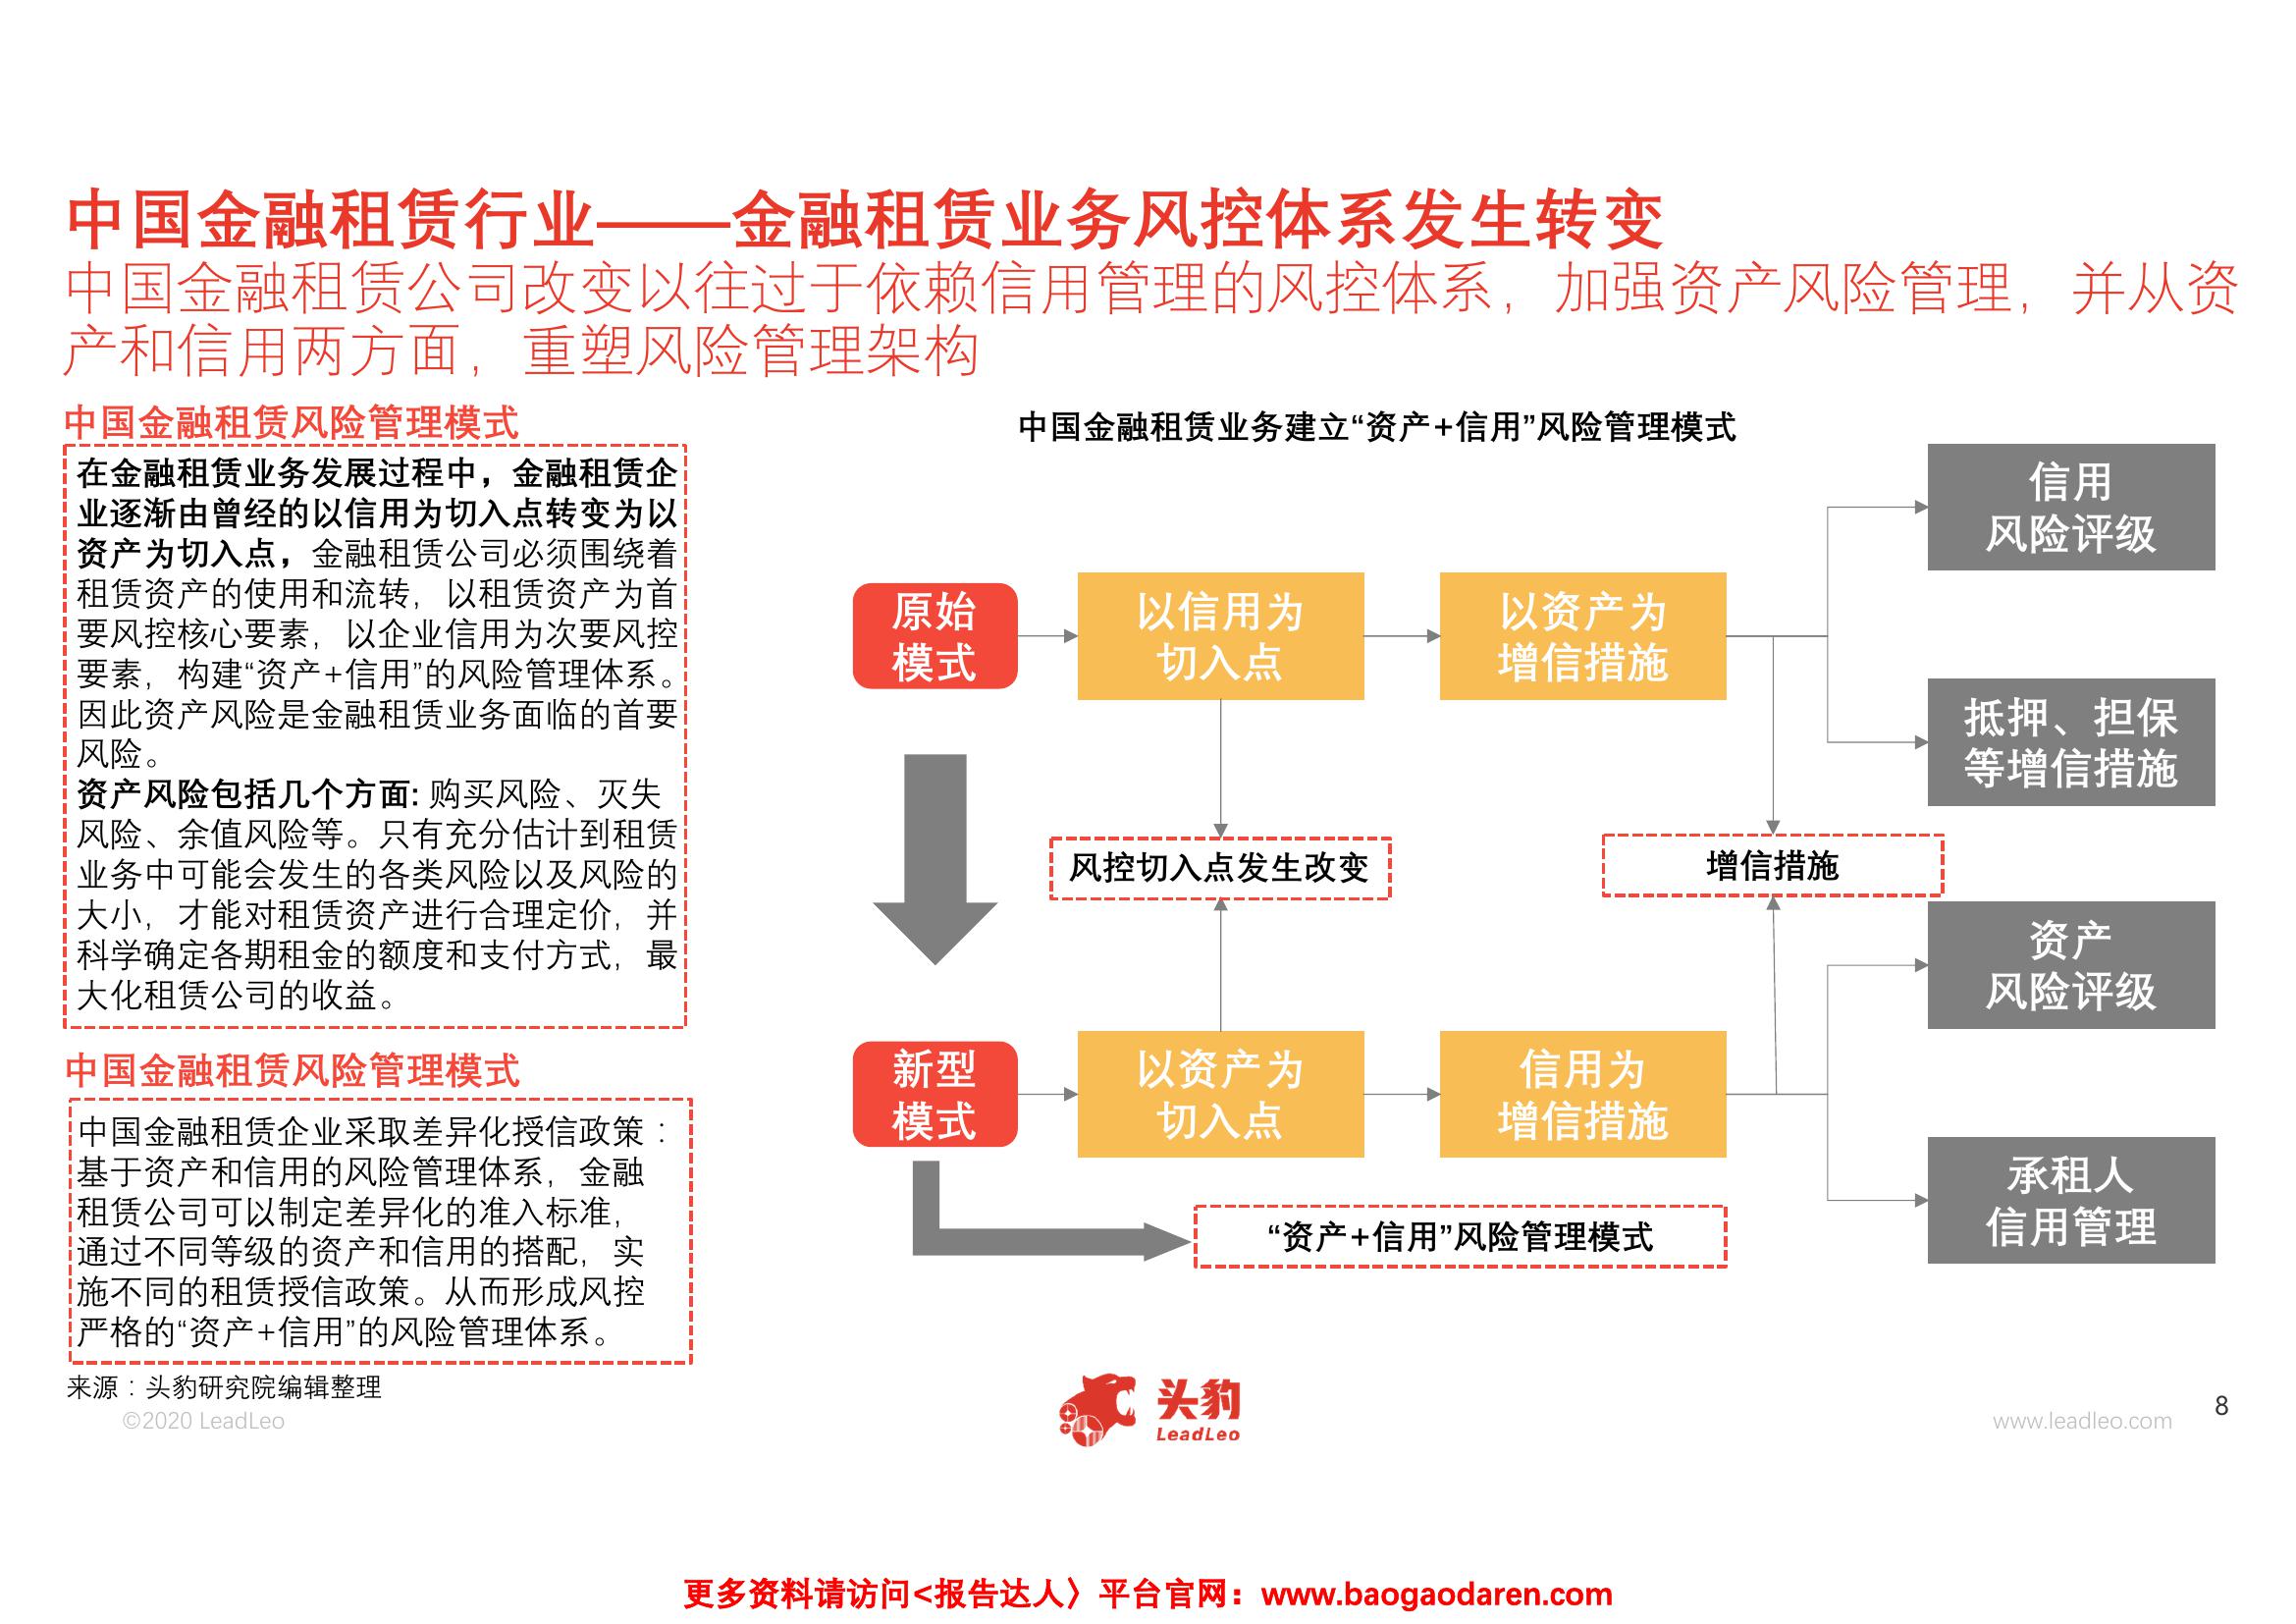 中国金融租赁行业——金融租赁业务风控体系发生转变
中国金融租赁公司改变以往过于依赖信用管理的风控体系，加强资产风险管理，并从资
产和信用两方面，重塑风险管理架构
中国金融租赁风险管理模式
在金融租赁业务发展过程中，金融租赁企
业逐渐由曾经的以信用为切入点转变为以
资产为切入点，金融租赁公司必须围绕着
租赁资产的使用和流转，以租赁资产为首
要风控核心要素，以企业信用为次要风控
要素，构建“资产+信用”的风险管理体系。
因此资产风险是金融租赁业务面临的首要
风险。
资产风险包括几个方面: 购买风险、灭失
风险、余值风险等。只有充分估计到租赁
业务中可能会发生的各类风险以及风险的
大小，才能对租赁资产进行合理定价，并
科学确定各期租金的额度和支付方式，最
大化租赁公司的收益。
中国金融租赁风险管理模式
中国金融租赁企业采取差异化授信政策：
基于资产和信用的风险管理体系，金融
租赁公司可以制定差异化的准入标准，
通过不同等级的资产和信用的搭配，实
施不同的租赁授信政策。从而形成风控
严格的“资产+信用”的风险管理体系。
中国金融租赁业务建立“资产+信用”风险管理模式
原始
模式
以信用为
切入点
以资产为
增信措施
信用
风险评级
抵押、担保
等增信措施
风控切入点发生改变
增信措施
新型
模式
以资产为
切入点
信用为
增信措施
资产
风险评级
承租人
信用管理
“资产+信用”风险管理模式
来源：头豹研究院编辑整理
©2020 LeadLeo
头豹
LeadLeo
www.leadleo.com
8
更多资料请访问<报告达人〉平台官网：www.baogaodaren.com